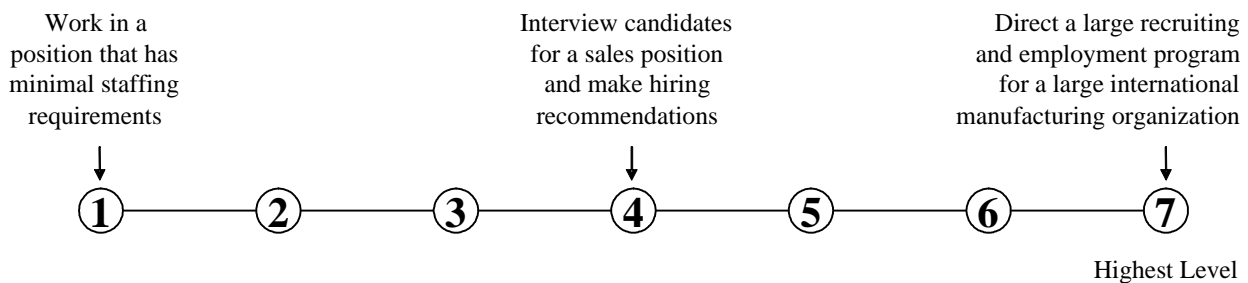 Work in a
position that has
minimal staffing
requirements
Interview candidates
for a sales position
and make hiring
recommendations
Direct a large recruiting
and employment program
for a large international
manufacturing organization
1 2 3 4 5 6 7
Highest Level